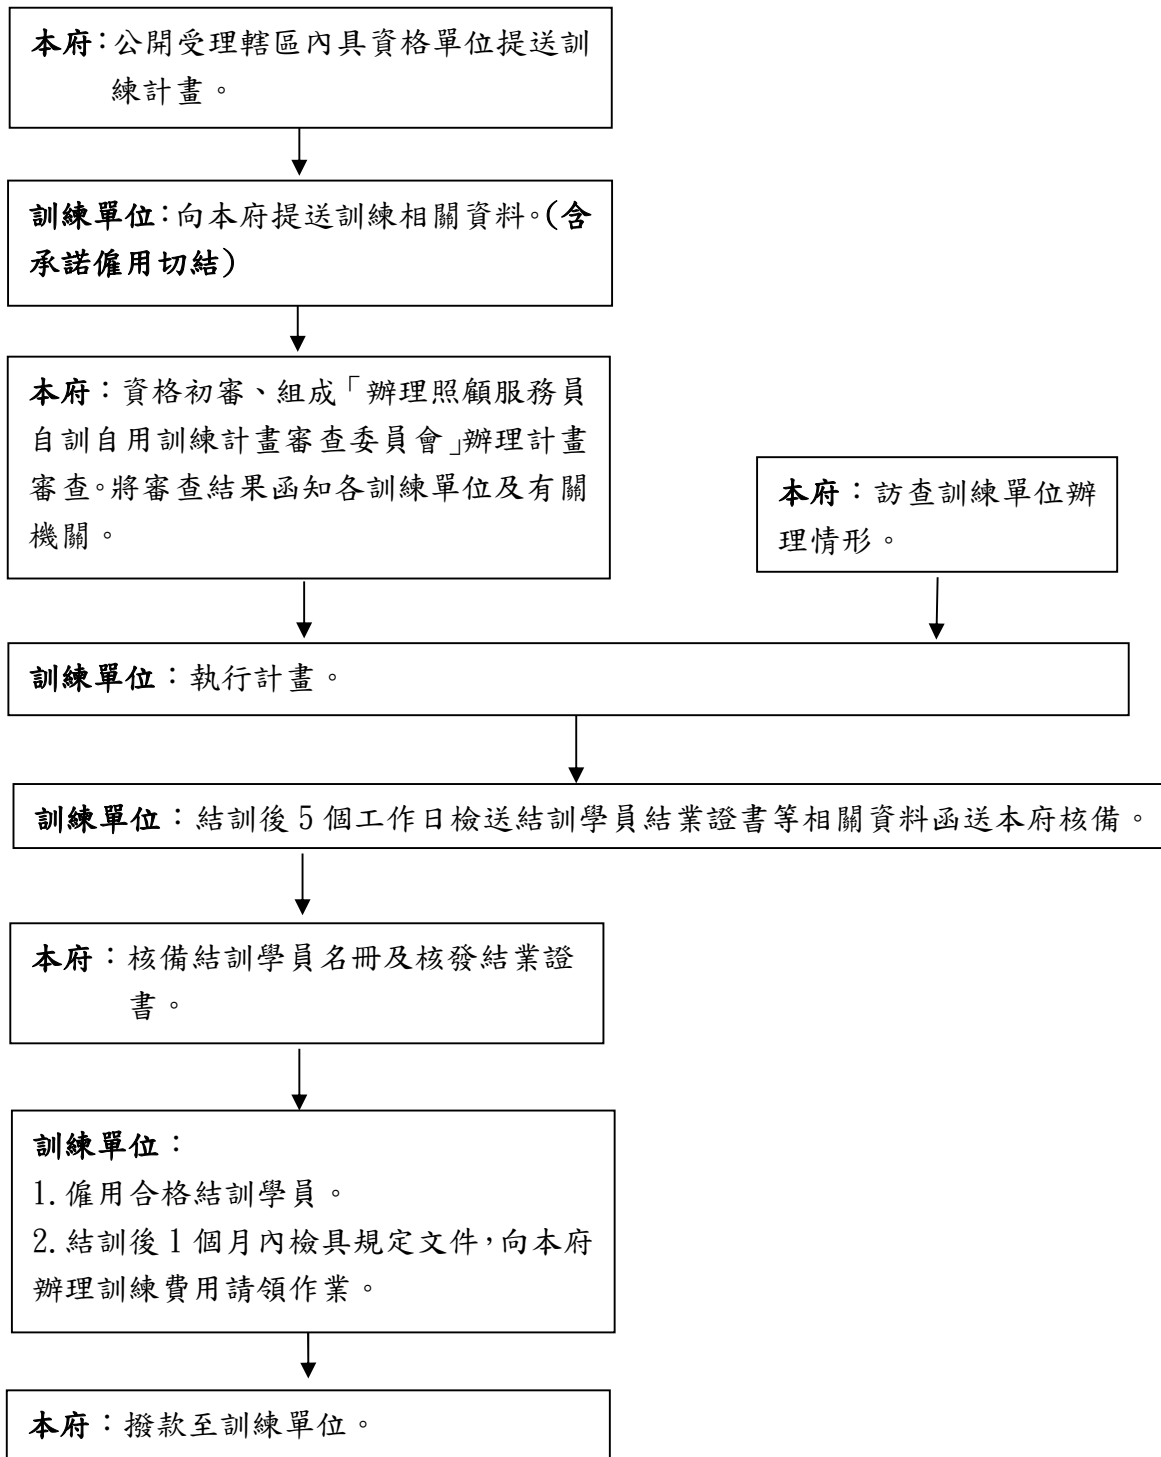 本府：公開受理轄區內具資格單位提送訓
練計畫。
訓練單位：向本府提送訓練相關資料。(含
承諾僱用切結)
本府：資格初審、組成「辦理照顧服務員
自訓自用訓練計畫審查委員會」辦理計畫
審查。將審查結果函知各訓練單位及有關
機關。
本府：訪查訓練單位辦
理情形。
訓練單位：執行計畫。
訓練單位：結訓後 5 個工作日檢送結訓學員結業證書等相關資料函送本府核備。
本府：核備結訓學員名冊及核發結業證
書。
訓練單位：
1.僱用合格結訓學員。
2.結訓後 1 個月內檢具規定文件，向本府
辦理訓練費用請領作業。
本府：撥款至訓練單位。